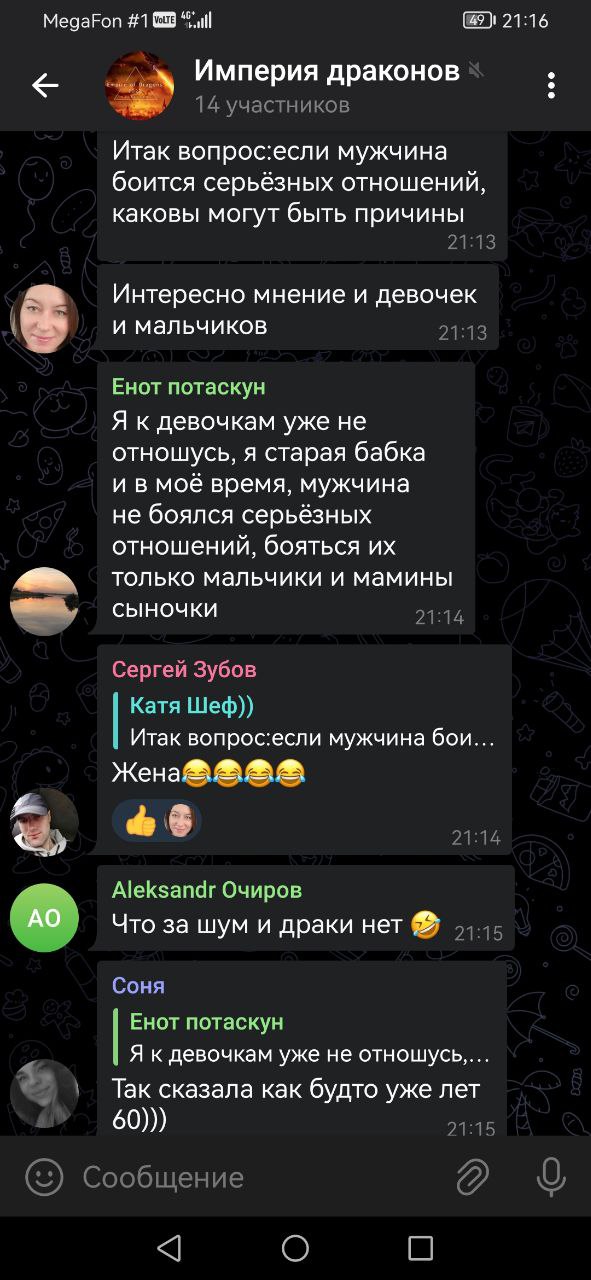 MegaFon #1 VoLTE 4G+ 49 21:16
Империя драконов
14 участников
Итак вопрос:если мужчина
боится серьёзных отношений,
каковы могут быть причины
21:13
Интересно мнение и девочек
и мальчиков
21:13
Енот потаскун
Я к девочкам уже не
отношусь, я старая бабка
и в моё время, мужчина
не боялся серьёзных
отношений, бояться их
только мальчики и мамины
сыночки
21:14
Сергей Зубов
Катя Шеф))
Итак вопрос:если мужчина бои...
Жена😂😂😂😂
👍
21:14
AO
Aleksandr Очиров
Что за шум и драки нет 🤣
21:15
Соня
Енот потаскун
Я к девочкам уже не отношусь,...
Так сказала как будто уже лет
60)))
21:15
Сообщение